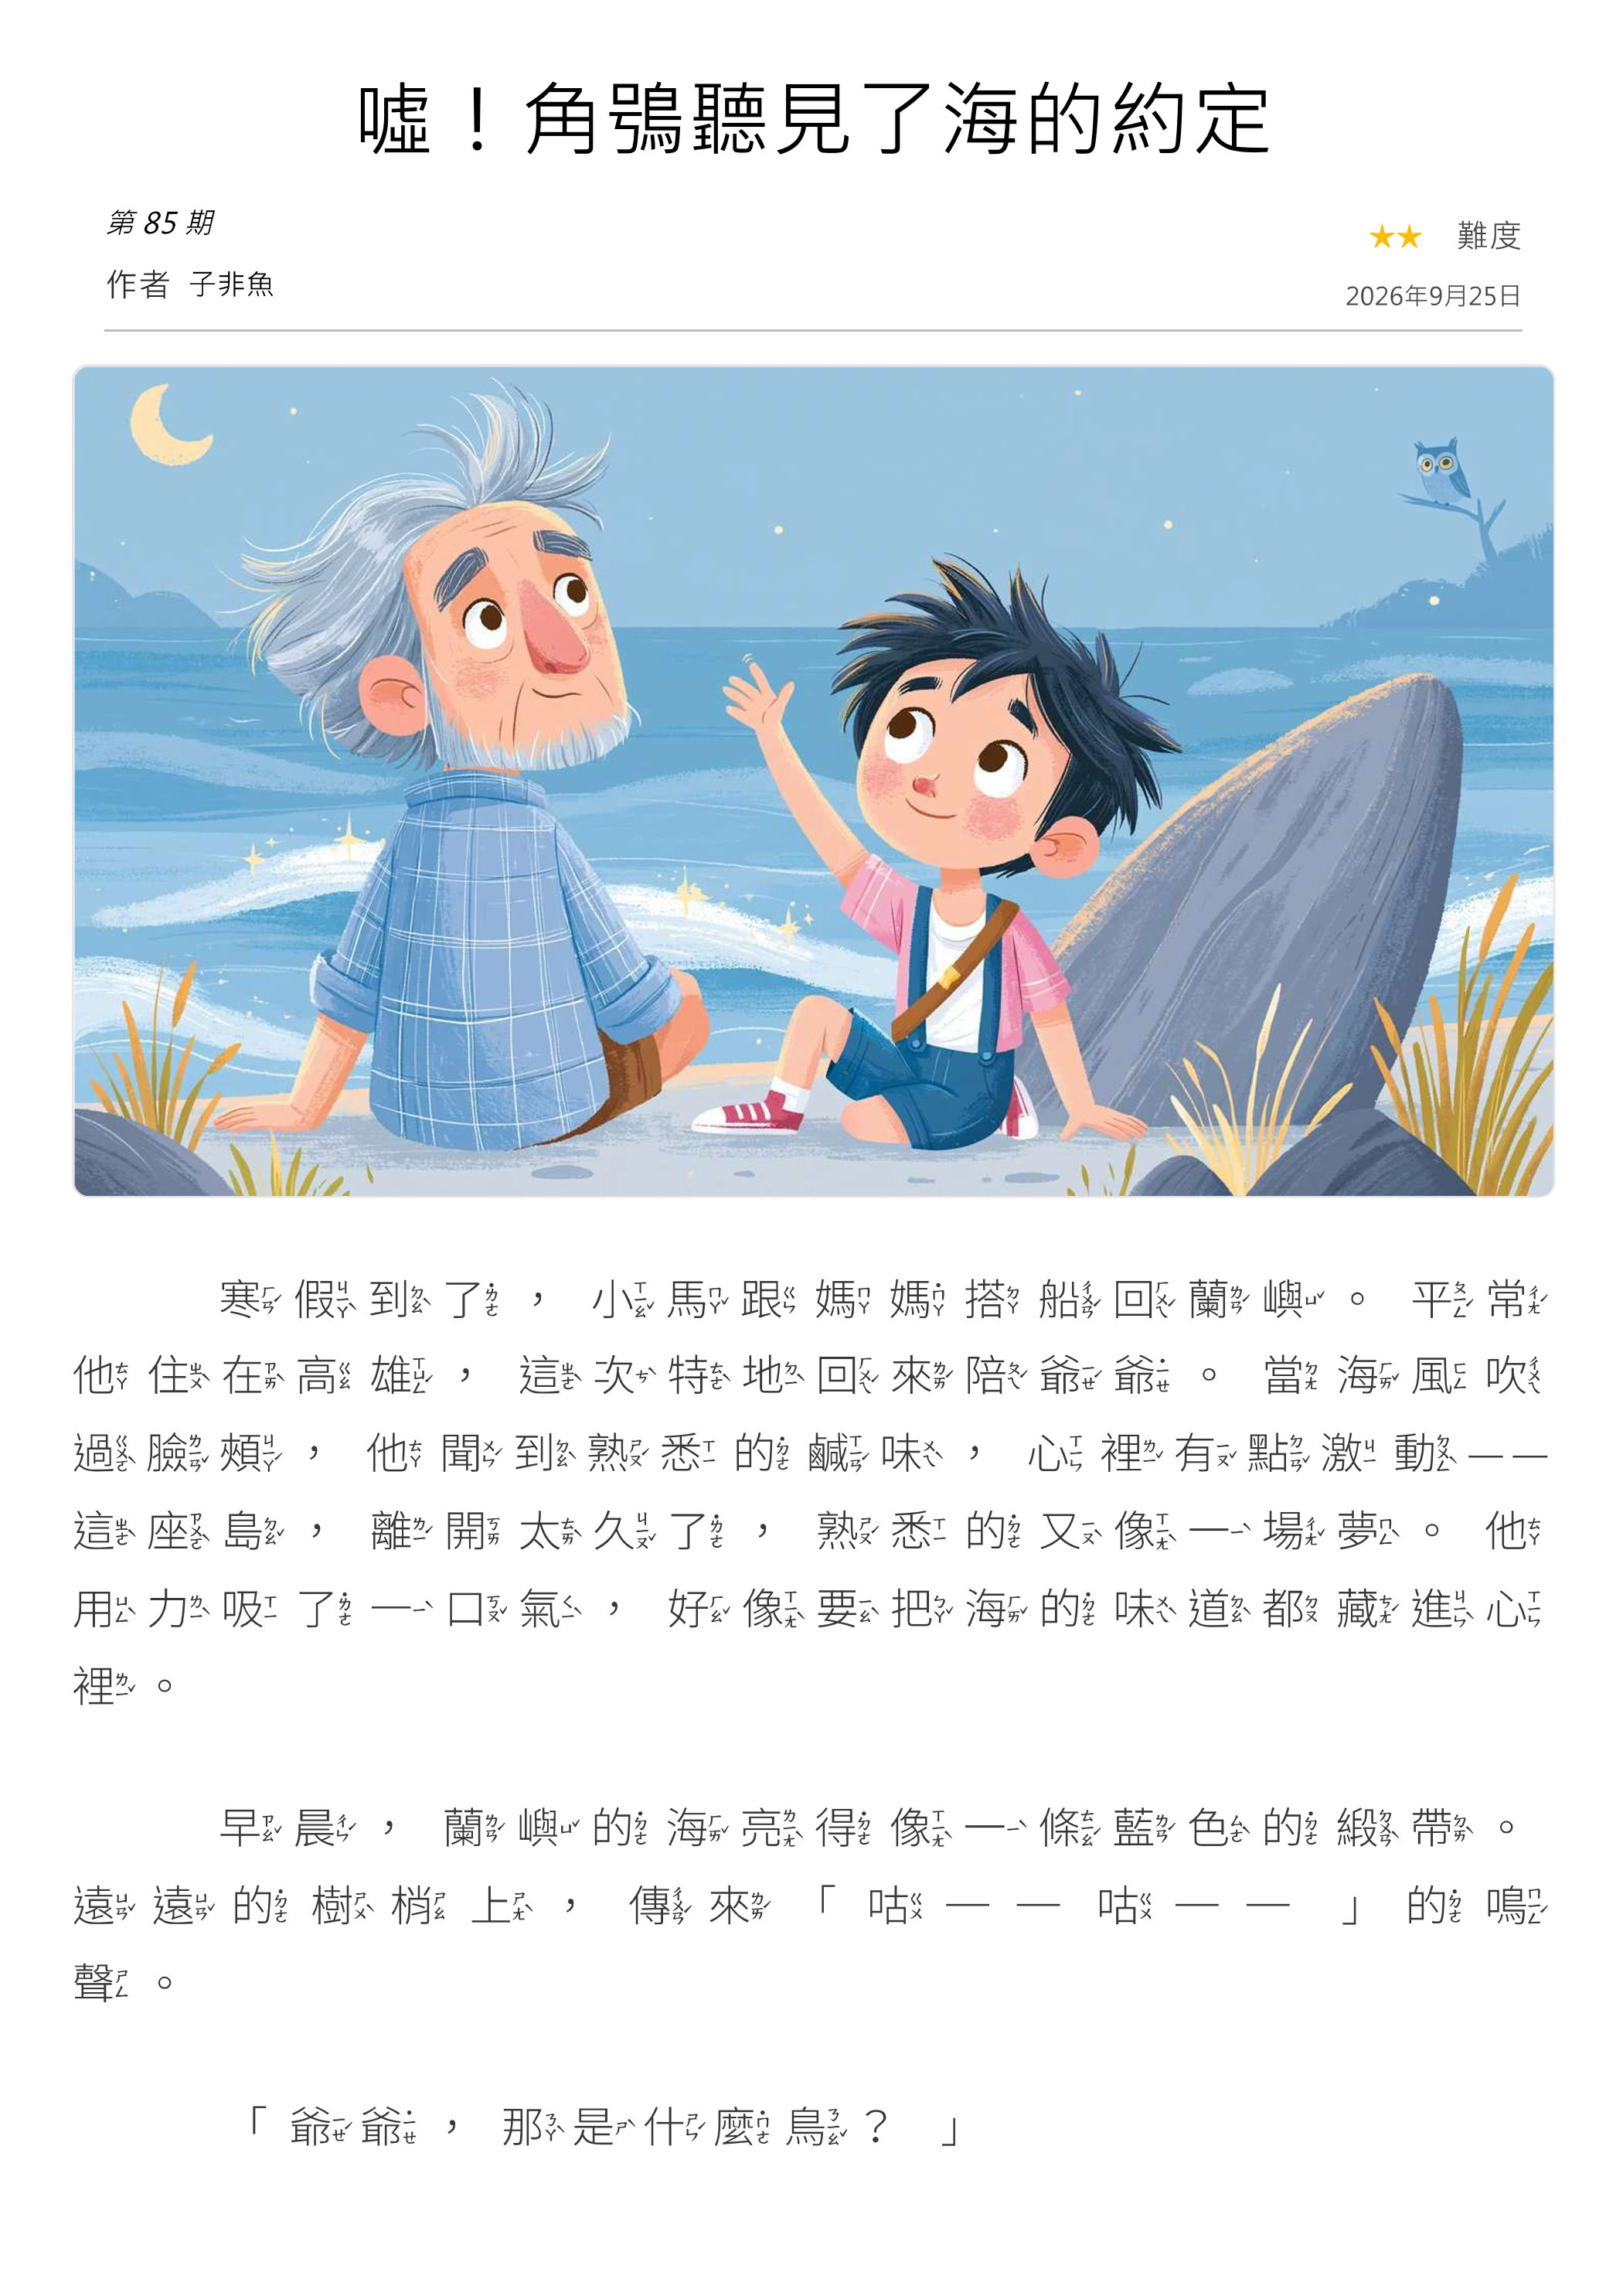 噓！角鴞聽見了海的約定
第 85 期
★★ 難度
作者 子非魚
2026年9月25日
寒假到了，小馬跟媽媽搭船回蘭嶼。平常
他住在高雄，這次特地回來陪爺爺。當海風吹
過臉頰，他聞到熟悉的鹹味，心裡有點激動——
這座島，離開太久了，熟悉的又像一場夢。他
用力吸了一口氣，好像要把海的味道都藏進心
裡。
早晨，蘭嶼的海亮得像一條藍色的緞帶。
遠遠的樹梢上，傳來「咕——咕——」的鳴
聲。
「爺爺，那是什麼鳥？」